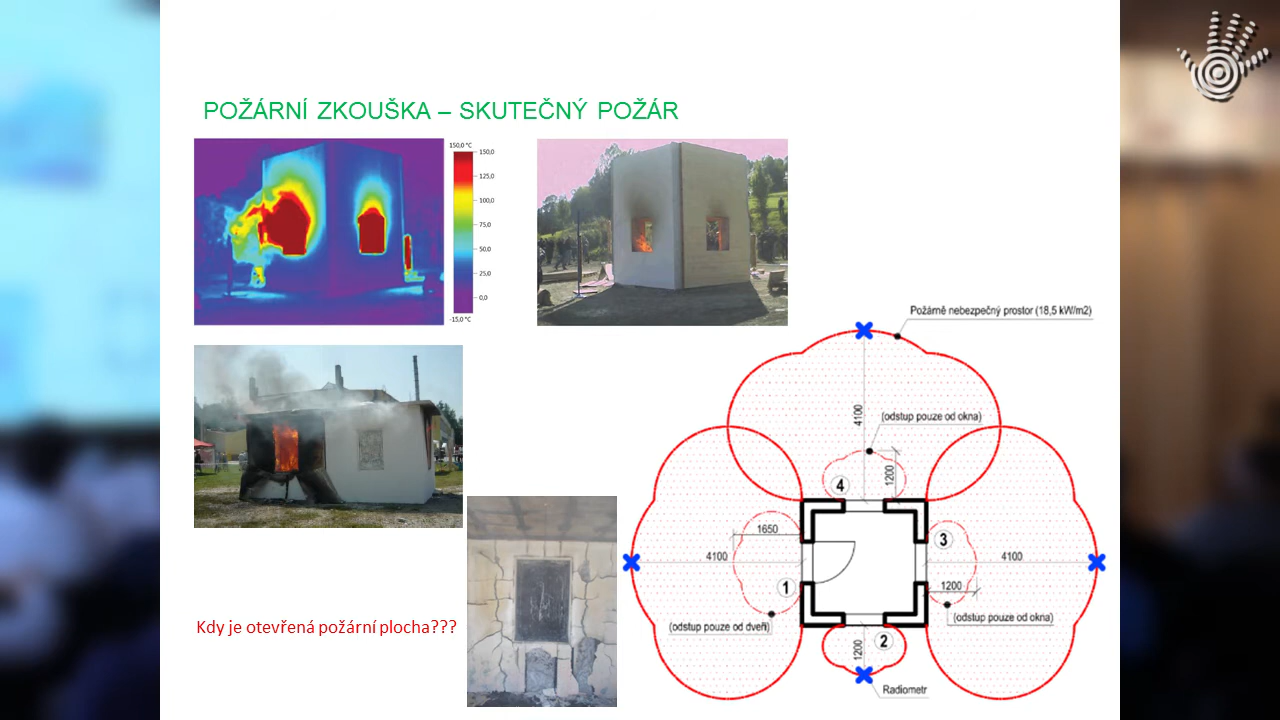 POŽÁRNÍ ZKOUŠKA – SKUTEČNÝ POŽÁR
150,0 °C
150,0
125,0
100,0
75,0
50,0
25,0
0,0
-15,0 °C
Požárně nebezpečný prostor (18,5 kW/m2)
4100
(odstup pouze od okna)
1200
4
1650
4100
3
4100
1
1200
(odstup pouze od dveří)
(odstup pouze od okna)
2
1200
Radiometr
Kdy je otevřená požární plocha???